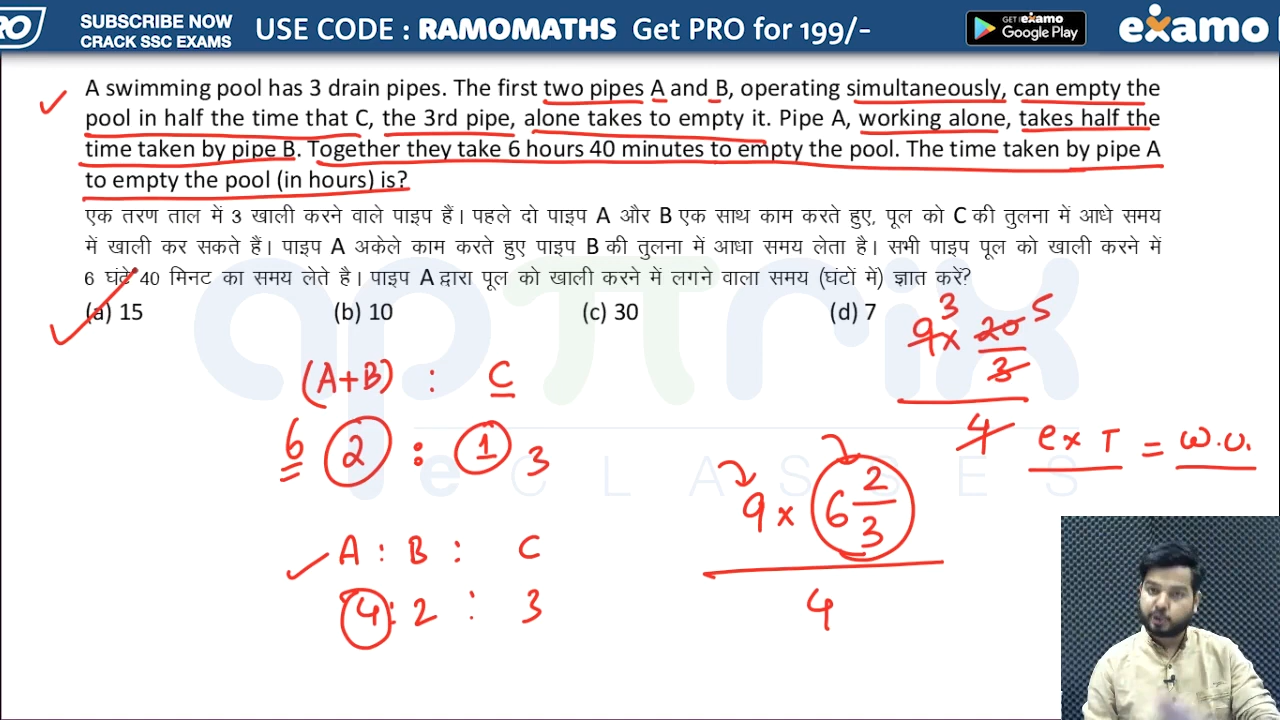 RO
SUBSCRIBE NOW
CRACK SSC EXAMS
USE CODE : RAMOMATHS Get PRO for 199/-
GET IT examo
Google Play
examo
A swimming pool has 3 drain pipes. The first two pipes A and B, operating simultaneously, can empty the
pool in half the time that C, the 3rd pipe, alone takes to empty it. Pipe A, working alone, takes half the
time taken by pipe B. Together they take 6 hours 40 minutes to empty the pool. The time taken by pipe A
to empty the pool (in hours) is?
एक तरण ताल में 3 खाली करने वाले पाइप हैं। पहले दो पाइप A और B एक साथ काम करते हुए, पूल को C की तुलना में आधे समय
में खाली कर सकते हैं। पाइप A अकेले काम करते हुए पाइप B की तुलना में आधा समय लेता है। सभी पाइप पूल को खाली करने में
6 घंटे 40 मिनट का समय लेते है। पाइप A द्वारा पूल को खाली करने में लगने वाला समय (घंटों में) ज्ञात करें?
(a) 15 (b) 10 (c) 30 (d) 7
3
9 × 20 5
3
4
(A+B) : C
6 2 : 1 3
e × T = W.U.
9 × 6 2/3
4
A : B : C
4 : 2 : 3
aptrix
e CLASSES